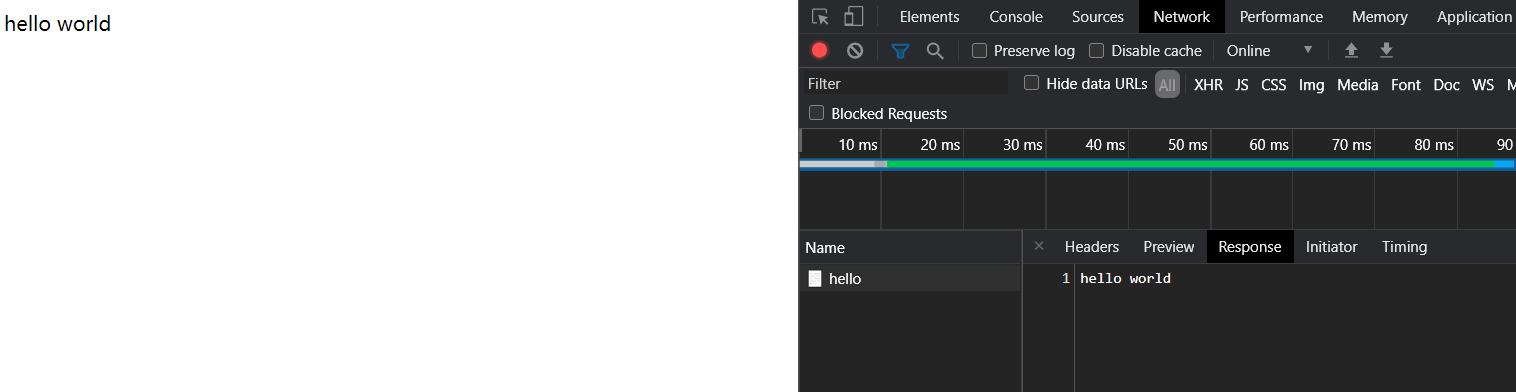 hello world
Elements Console Sources Network Performance Memory Application
Preserve log Disable cache Online
Filter Hide data URLs All XHR JS CSS Img Media Font Doc WS M
Blocked Requests
10 ms 20 ms 30 ms 40 ms 50 ms 60 ms 70 ms 80 ms 90
Name × Headers Preview Response Initiator Timing
hello 1 hello world